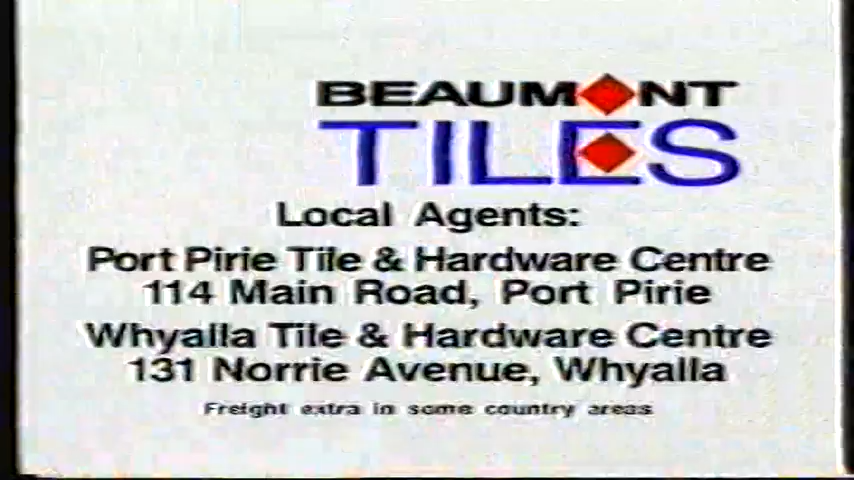 BEAUMONT
TILES
Local Agents:
Port Pirie Tile & Hardware Centre
114 Main Road, Port Pirie
Whyalla Tile & Hardware Centre
131 Norrie Avenue, Whyalla
Freight extra in some country areas